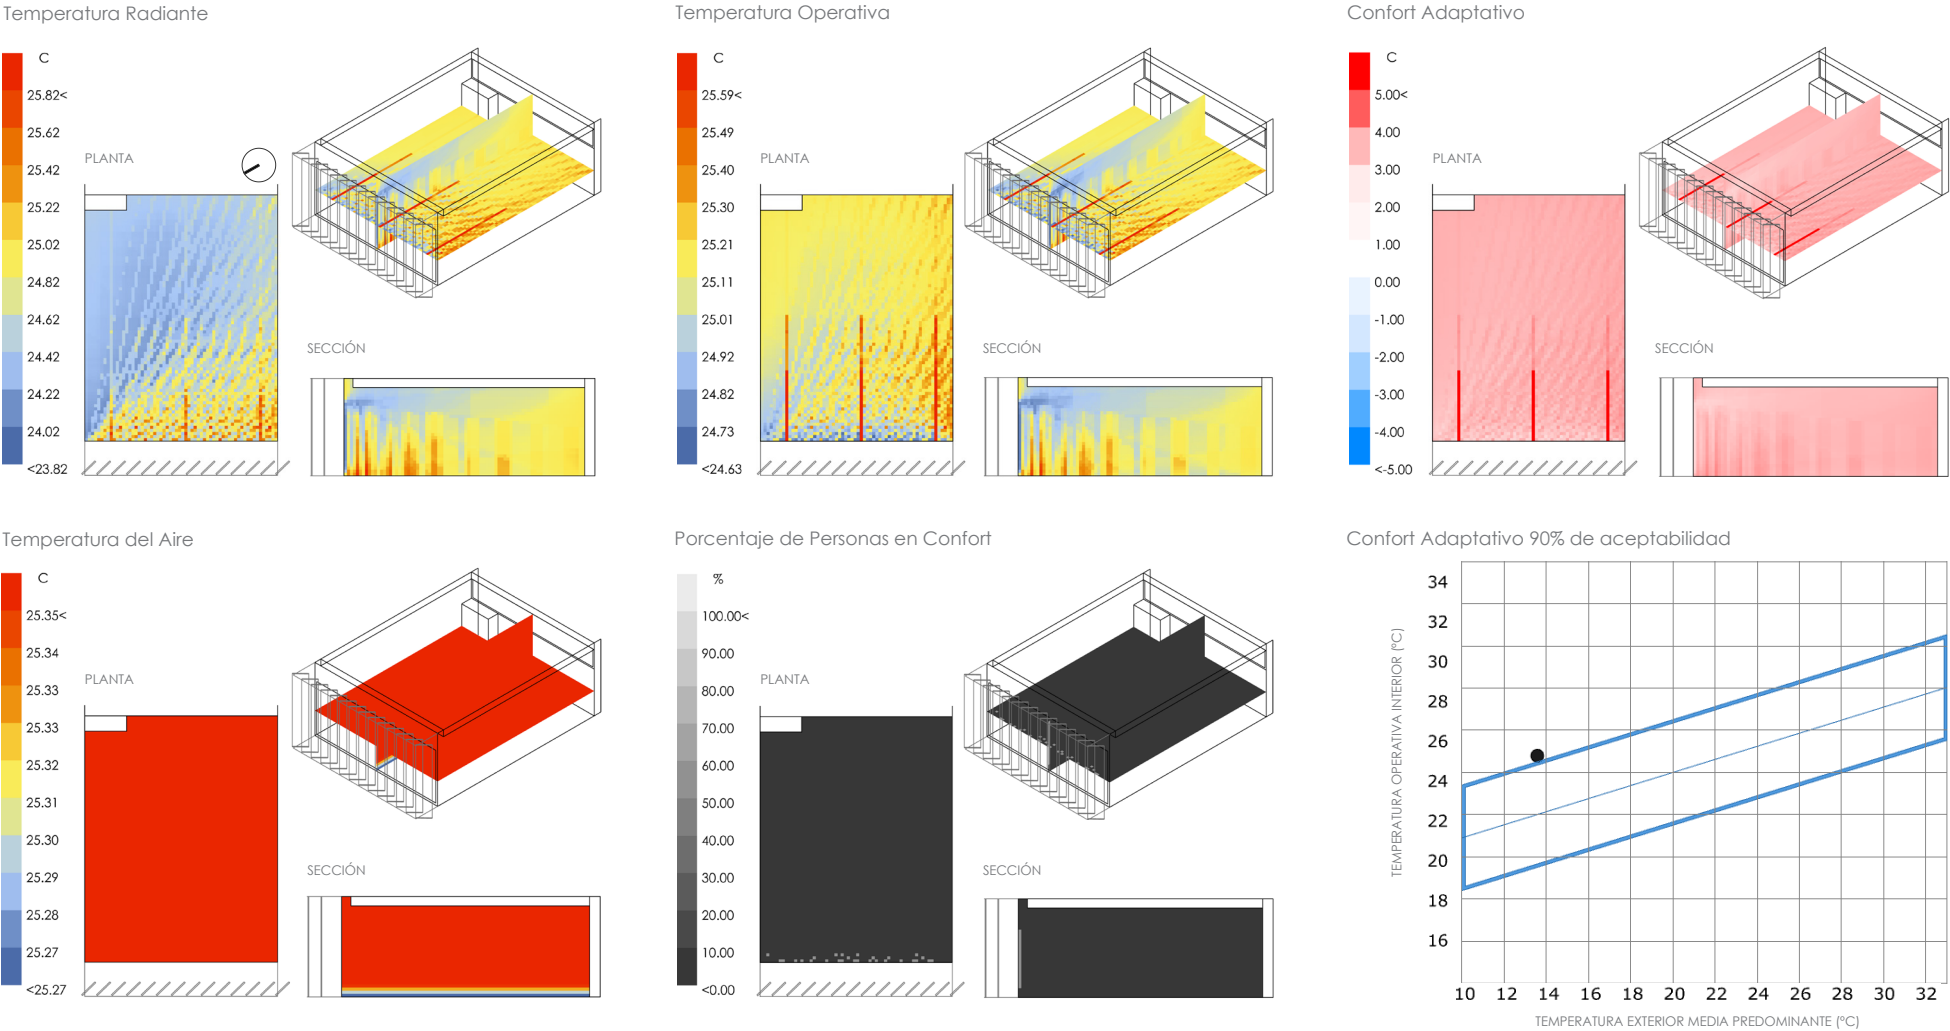 Temperatura Radiante
C
25.82<
25.62
25.42
25.22
25.02
24.82
24.62
24.42
24.22
24.02
<23.82
PLANTA
SECCIÓN
Temperatura Operativa
C
25.59<
25.49
25.40
25.30
25.21
25.11
25.01
24.92
24.82
24.73
<24.63
PLANTA
SECCIÓN
Confort Adaptativo
C
5.00<
4.00
3.00
2.00
1.00
0.00
-1.00
-2.00
-3.00
-4.00
<-5.00
PLANTA
SECCIÓN
Temperatura del Aire
C
25.35<
25.34
25.33
25.33
25.32
25.31
25.30
25.29
25.28
25.27
<25.27
PLANTA
SECCIÓN
Porcentaje de Personas en Confort
%
100.00<
90.00
80.00
70.00
60.00
50.00
40.00
30.00
20.00
10.00
<0.00
PLANTA
SECCIÓN
Confort Adaptativo 90% de aceptabilidad
TEMPERATURA OPERATIVA INTERIOR (ºC)
34
32
30
28
26
24
22
20
18
16
10 12 14 16 18 20 22 24 26 28 30 32
TEMPERATURA EXTERIOR MEDIA PREDOMINANTE (ºC)